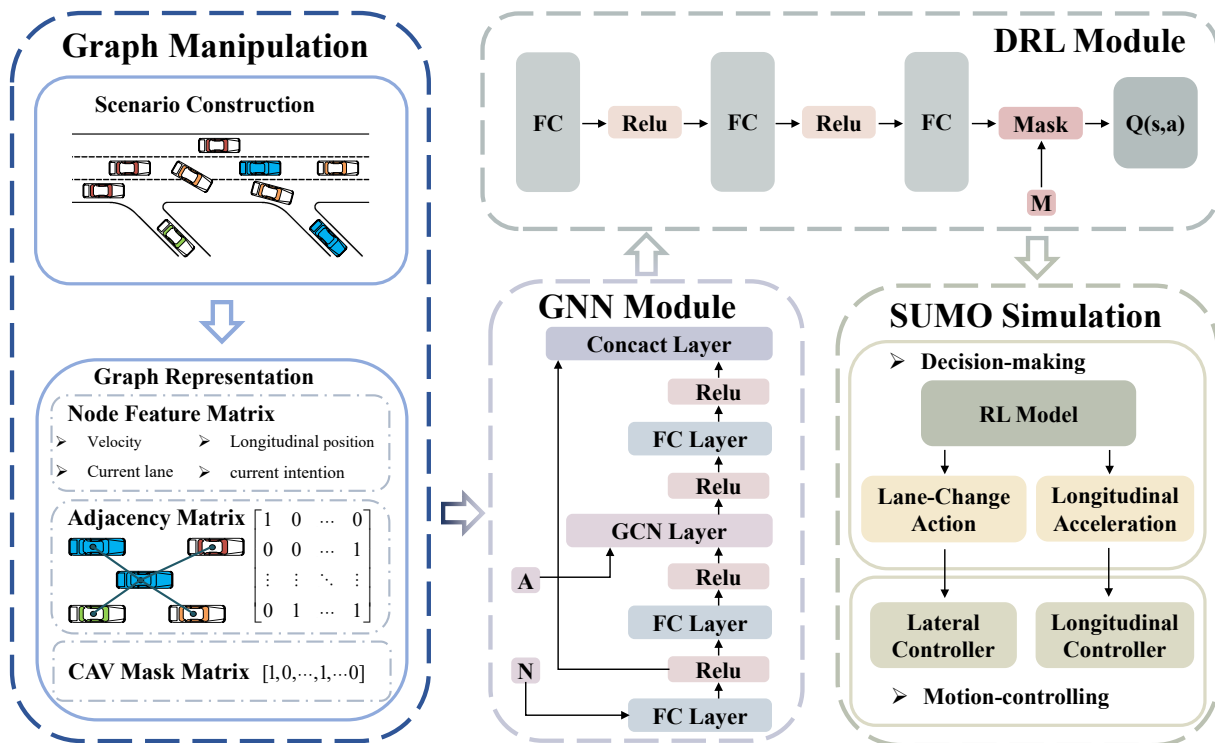 Graph Manipulation
Scenario Construction
Graph Representation
Node Feature Matrix
➢ Velocity ➢ Longitudinal position
➢ Current lane ➢ current intention
Adjacency Matrix
1 0 ⋯ 0
0 0 ⋯ 1
⋮ ⋮ ⋱ ⋮
0 1 ⋯ 1
CAV Mask Matrix [1,0,⋯,1,⋯0]
DRL Module
FC Relu FC Relu FC Mask Q(s,a)
M
GNN Module
Concact Layer
Relu
FC Layer
Relu
GCN Layer
A
Relu
FC Layer
N
Relu
FC Layer
SUMO Simulation
➢ Decision-making
RL Model
Lane-Change
Action
Longitudinal
Acceleration
Lateral
Controller
Longitudinal
Controller
➢ Motion-controlling